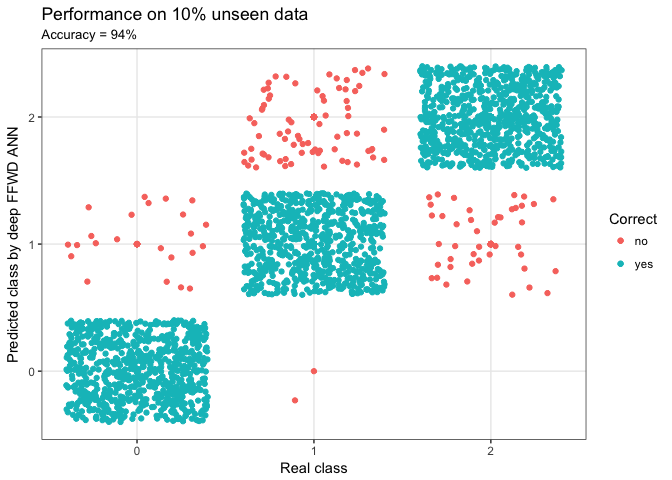 Performance on 10% unseen data
Accuracy = 94%
Predicted class by deep FFWD ANN
2
1
0
0 1 2
Real class
Correct
no
yes